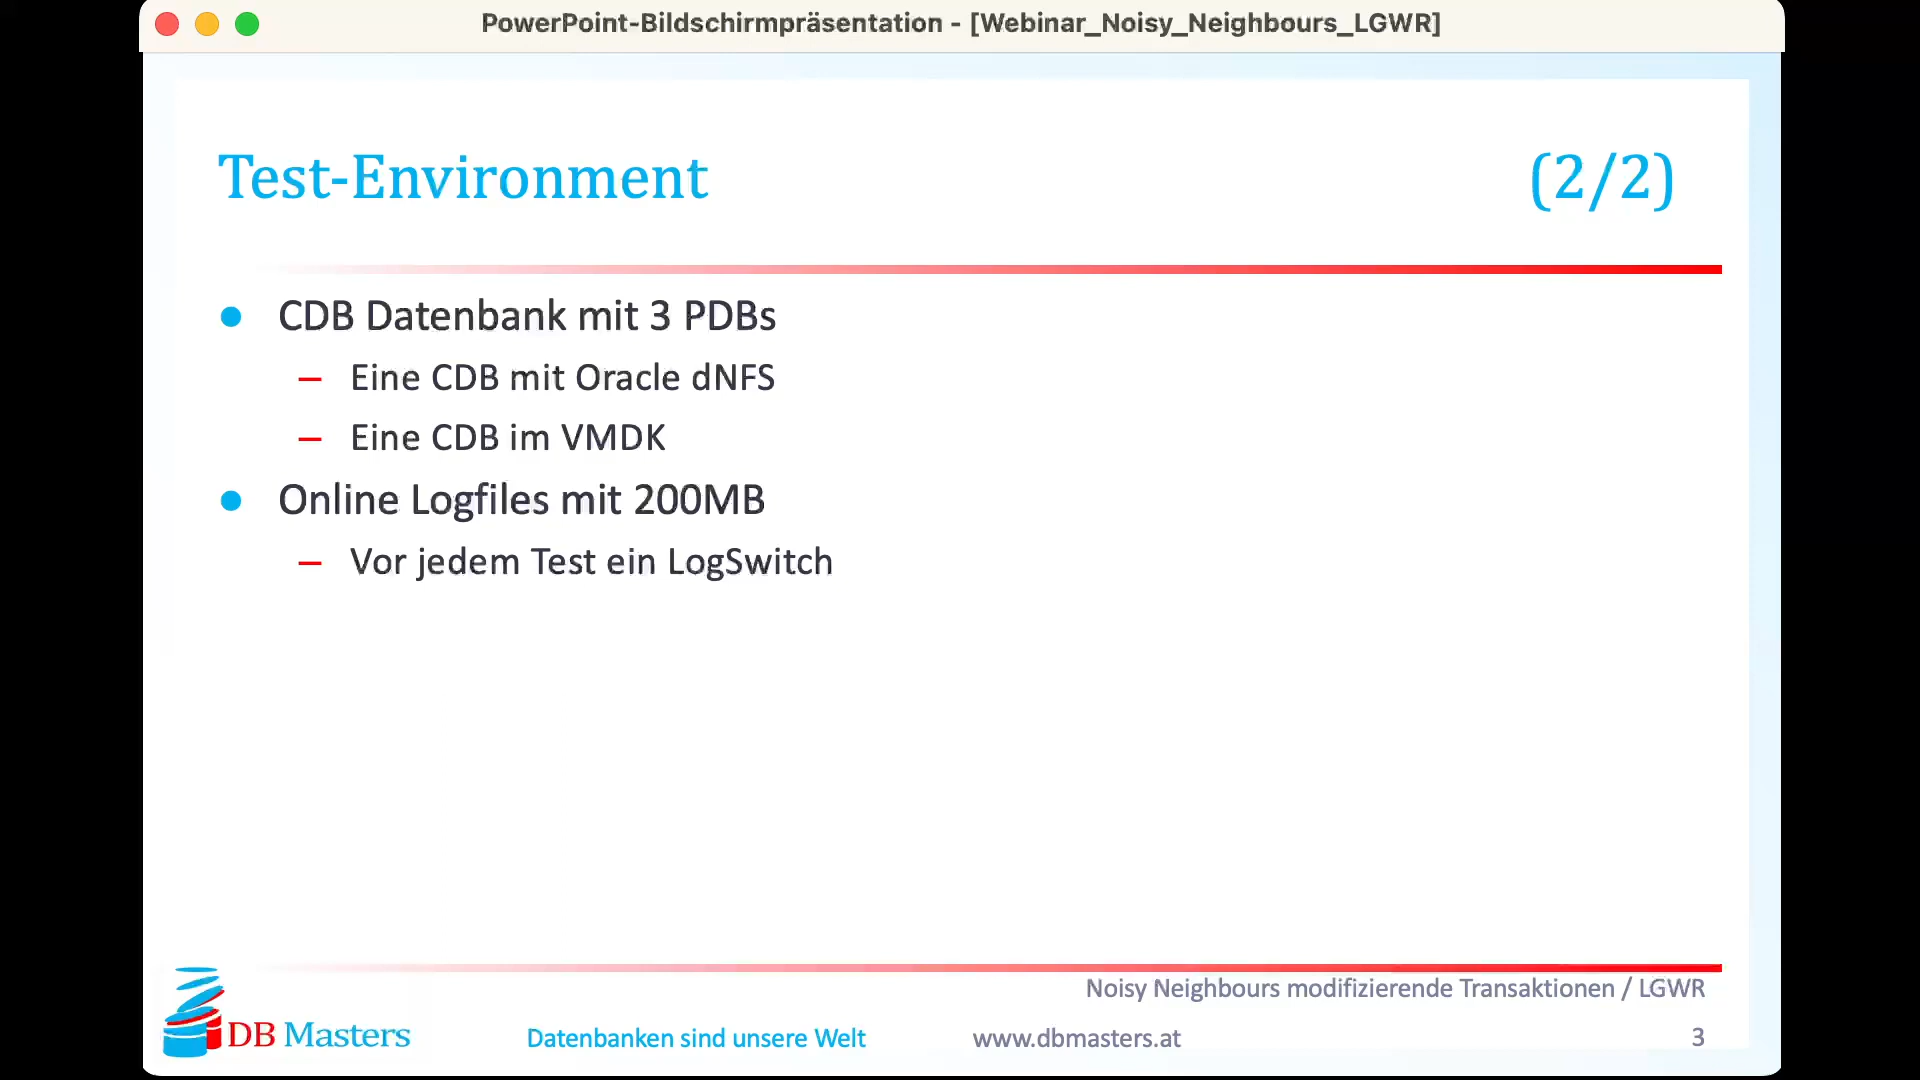 PowerPoint-Bildschirmpräsentation - [Webinar_Noisy_Neighbours_LGWR]
Test-Environment (2/2)
CDB Datenbank mit 3 PDBs
– Eine CDB mit Oracle dNFS
– Eine CDB im VMDK
Online Logfiles mit 200MB
– Vor jedem Test ein LogSwitch
Noisy Neighbours modifizierende Transaktionen / LGWR
DB Masters Datenbanken sind unsere Welt www.dbmasters.at 3